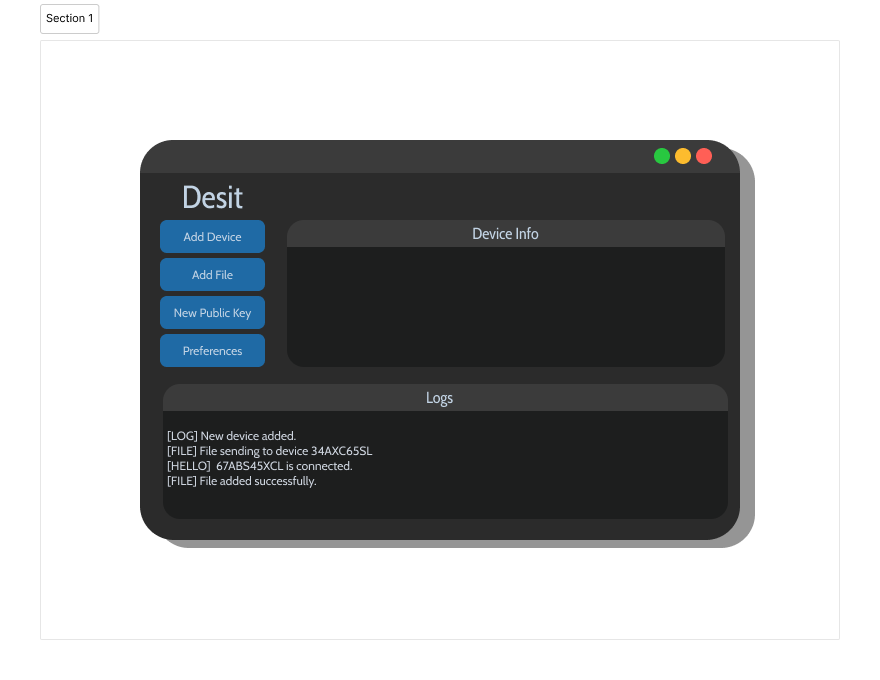 Section 1
Desit
Add Device
Add File
New Public Key
Preferences
Device Info
Logs
[LOG] New device added.
[FILE] File sending to device 34AXC65SL
[HELLO]  67ABS45XCL is connected.
[FILE] File added successfully.